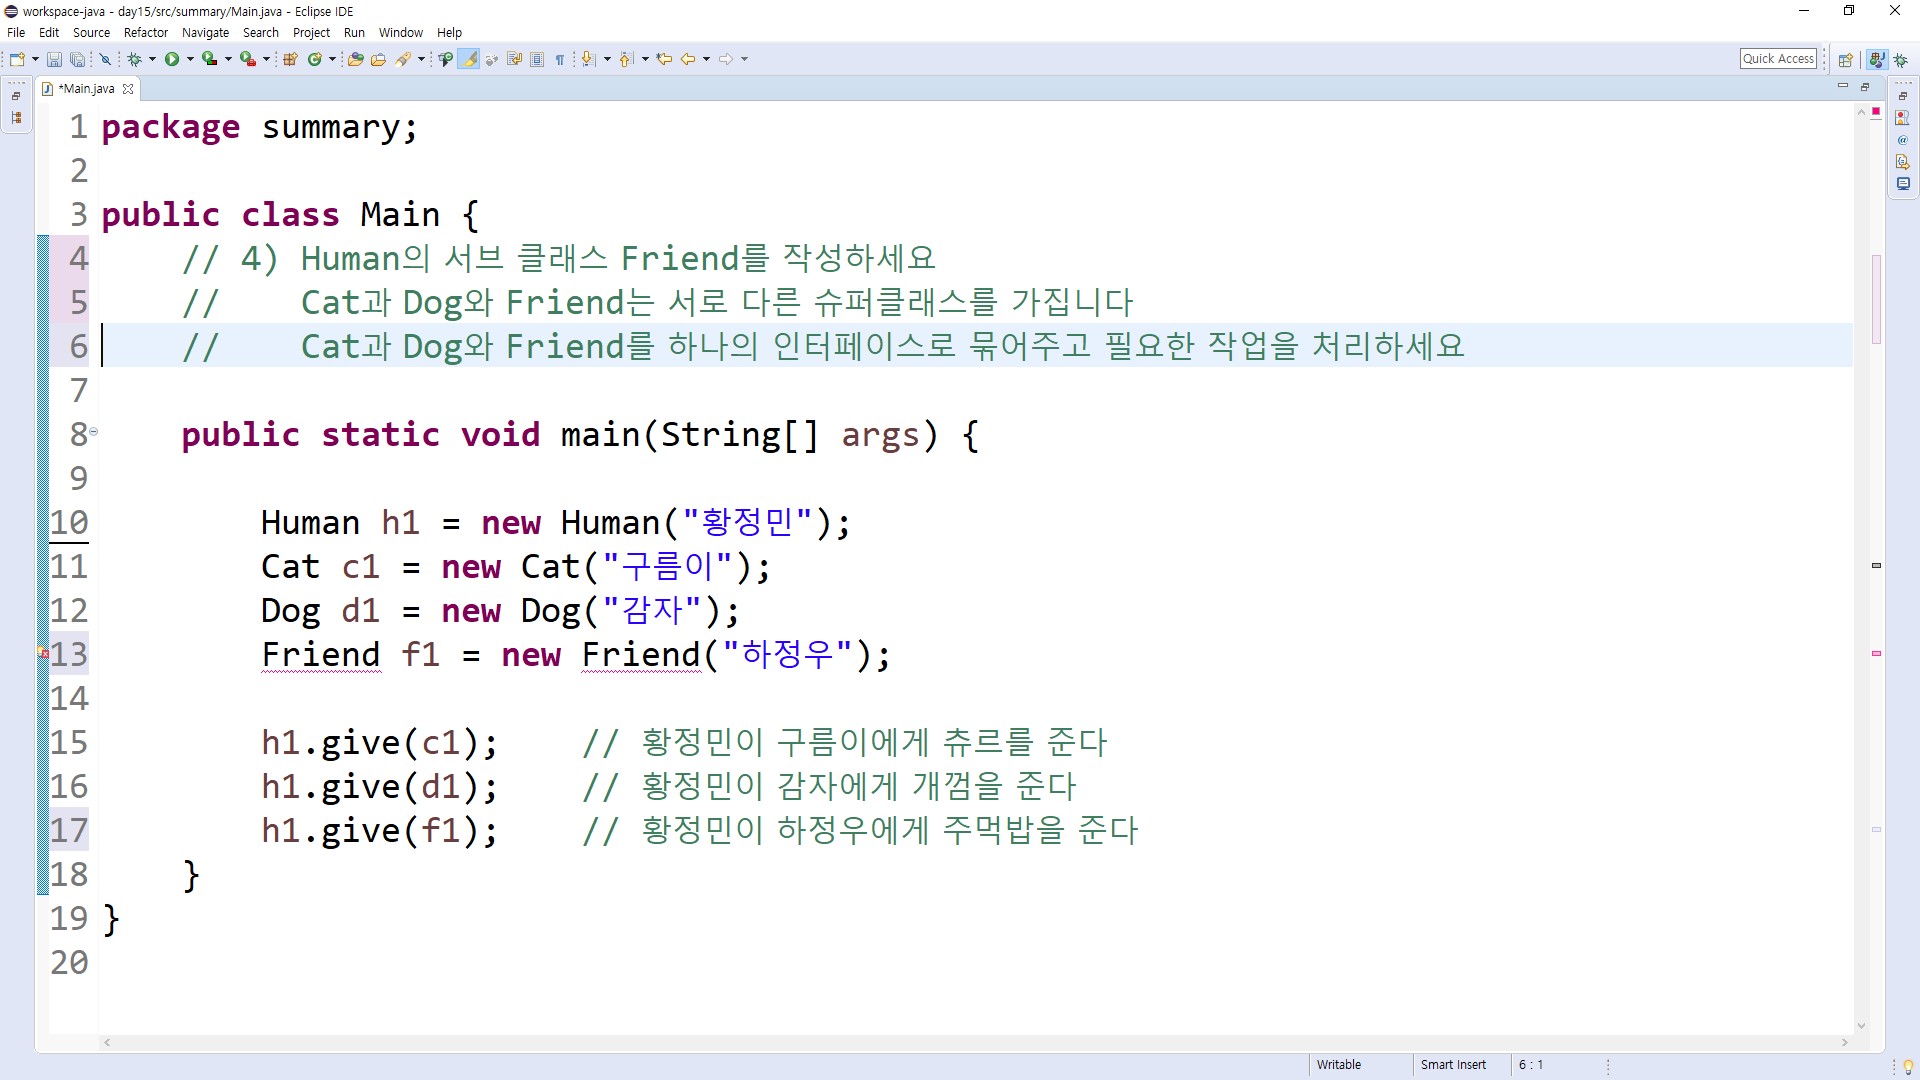 workspace-java - day15/src/summary/Main.java - Eclipse IDE
File Edit Source Refactor Navigate Search Project Run Window Help
Quick Access
*Main.java
1 package summary;
2
3 public class Main {
4 // 4) Human의 서브 클래스 Friend를 작성하세요
5 // Cat과 Dog와 Friend는 서로 다른 슈퍼클래스를 가집니다
6 // Cat과 Dog와 Friend를 하나의 인터페이스로 묶어주고 필요한 작업을 처리하세요
7
8 public static void main(String[] args) {
9
10 Human h1 = new Human("황정민");
11 Cat c1 = new Cat("구름이");
12 Dog d1 = new Dog("감자");
13 Friend f1 = new Friend("하정우");
14
15 h1.give(c1); // 황정민이 구름이에게 츄르를 준다
16 h1.give(d1); // 황정민이 감자에게 개껌을 준다
17 h1.give(f1); // 황정민이 하정우에게 주먹밥을 준다
18 }
19 }
20
Writable Smart Insert 6 : 1